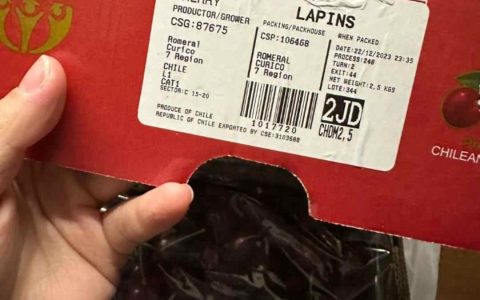 LAPINS
PRODUCTOR/GROWER
CSG:87675
Romeral
Curico
7 Region
CHILE
L1
CAT1
SECTOR:C 15-20
PACKING/PACKHOUSE
CSP:106468
ROMERAL
CURICO
7 Region
WHEN PACKED
DATE:22/12/2023 23:35
PROCESS:248
TURN:2
EXIT:44
NET WEIGHT:2,5 KGS
LOTE:344
1017720
2JD
CHDM2,5
PRODUCE OF CHILE
REPUBLIC OF CHILE EXPORTED BY CSE:3103688